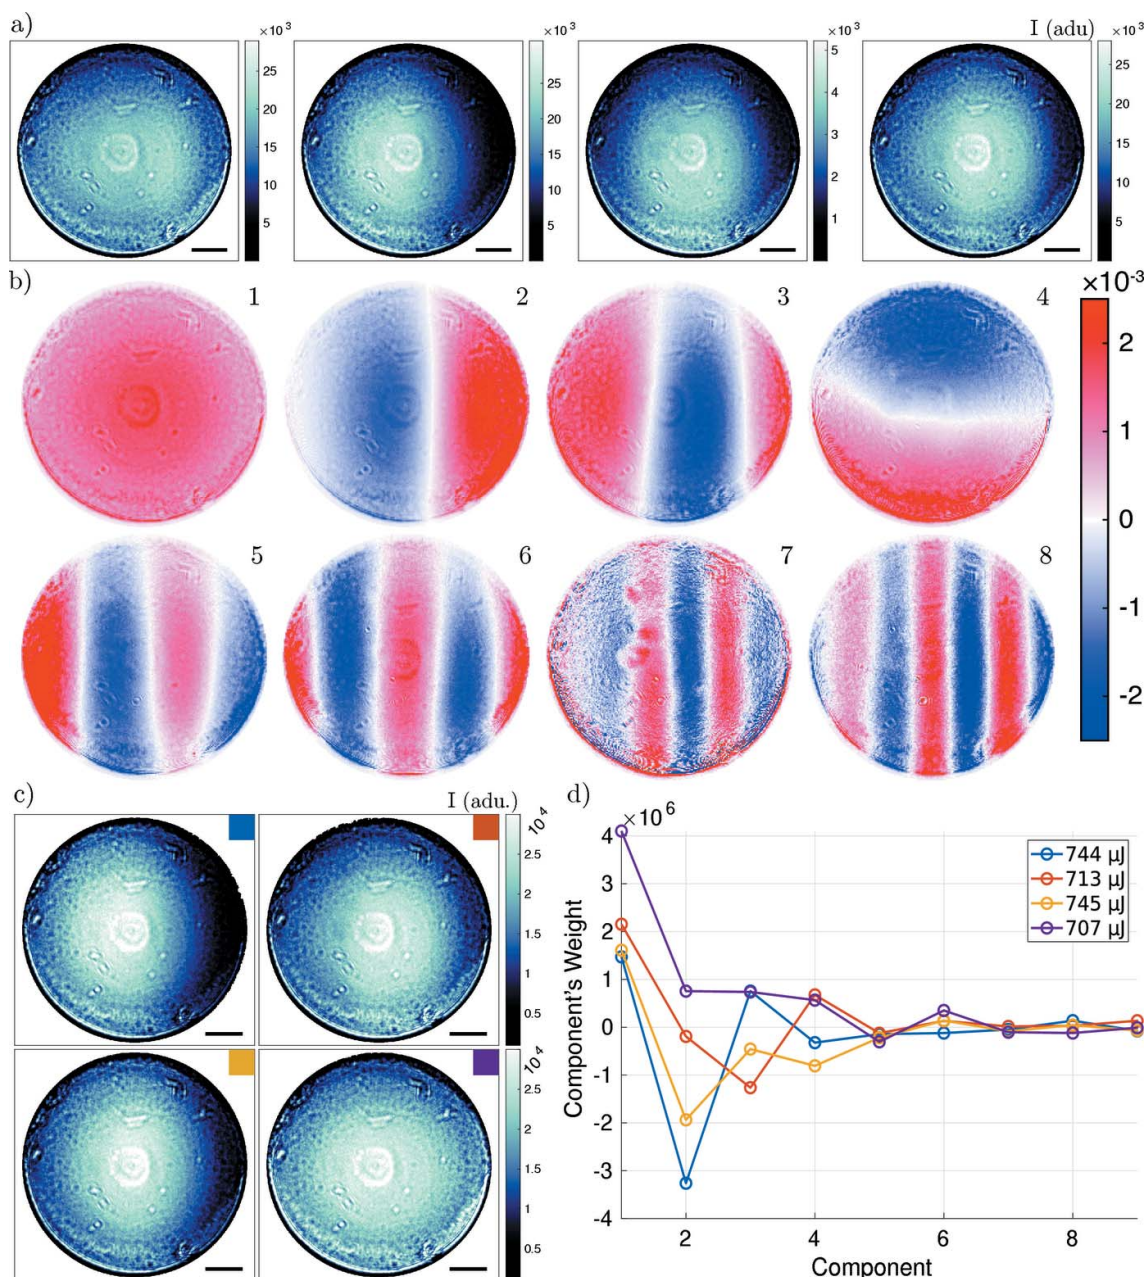 a)
I (adu)
×10³ ×10³ ×10³ ×10³
25 30 5 25
20 25 4 20
15 20 3 15
10 15 2 10
5 10 1 5
5
b)
1 2 3 4
×10⁻³
2
1
0
-1
-2
5 6 7 8
c)
I (adu.)
10⁴
2.5
2
1.5
1
0.5
10⁴
2.5
2
1.5
1
0.5
d)
×10⁶
4
3
2
1
0
-1
-2
-3
-4
Component's Weight
744 µJ
713 µJ
745 µJ
707 µJ
2 4 6 8
Component